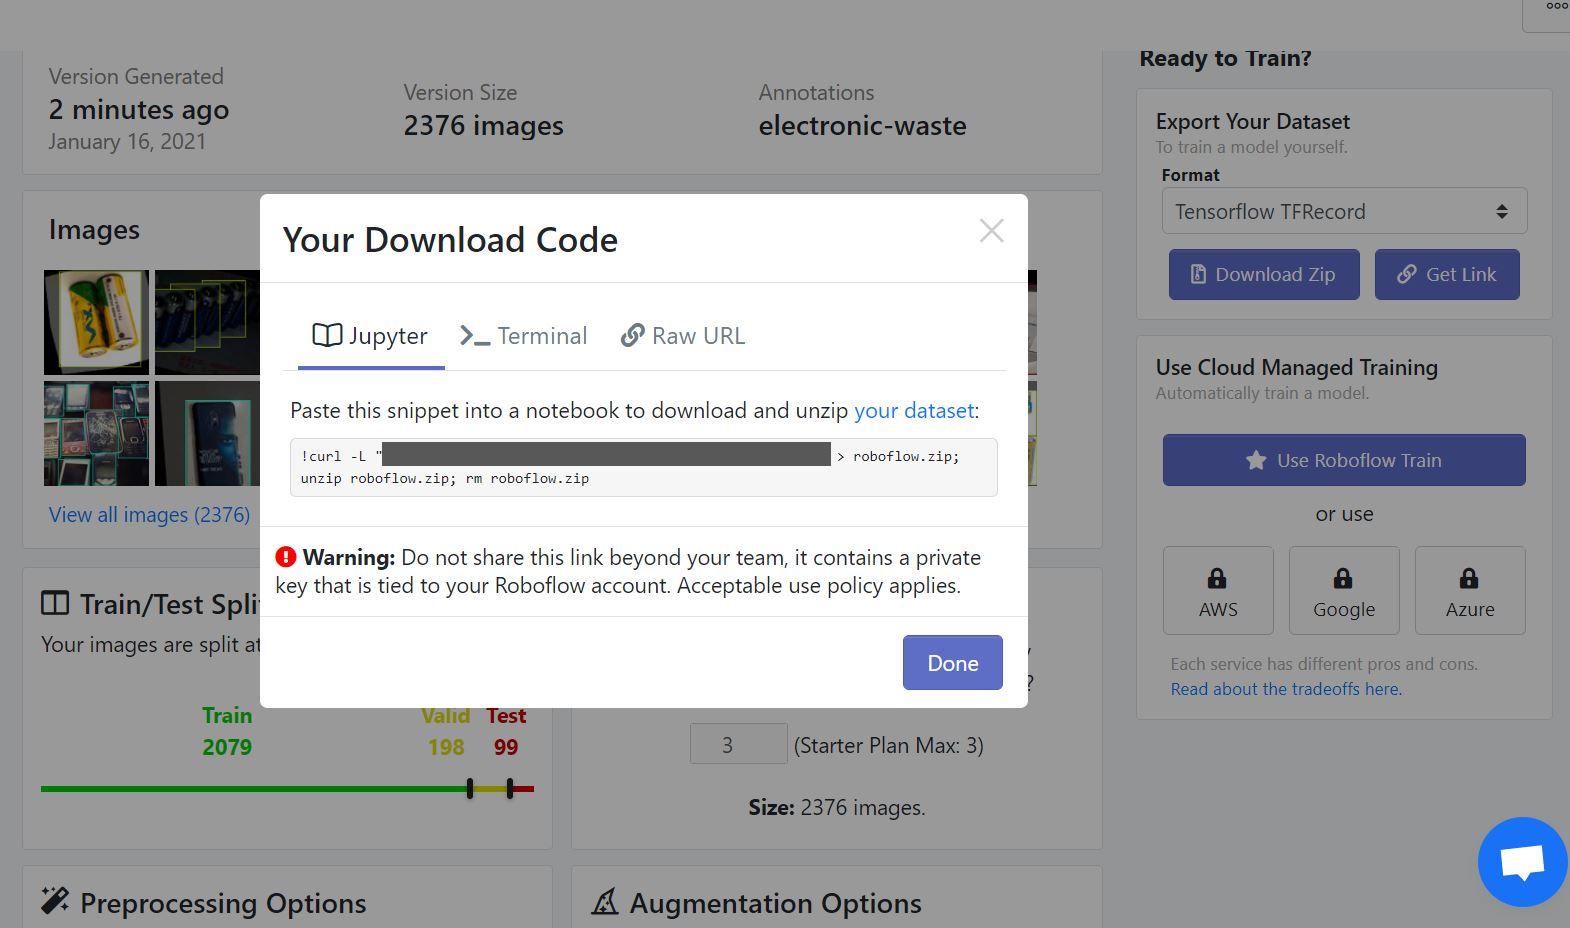 Version Generated
2 minutes ago
January 16, 2021
Version Size
2376 images
Annotations
electronic-waste
Ready to Train?
Export Your Dataset
To train a model yourself.
Format
Tensorflow TFRecord
Download Zip
Get Link
Images
View all images (2376)
Your Download Code
Jupyter
Terminal
Raw URL
Paste this snippet into a notebook to download and unzip your dataset:
!curl -L " > roboflow.zip;
unzip roboflow.zip; rm roboflow.zip
Warning: Do not share this link beyond your team, it contains a private
key that is tied to your Roboflow account. Acceptable use policy applies.
Done
Use Cloud Managed Training
Automatically train a model.
Use Roboflow Train
or use
AWS
Google
Azure
Each service has different pros and cons.
Read about the tradeoffs here.
Train/Test Spli
Your images are split at
Train
2079
Valid
198
Test
99
?
3
(Starter Plan Max: 3)
Size: 2376 images.
Preprocessing Options
Augmentation Options